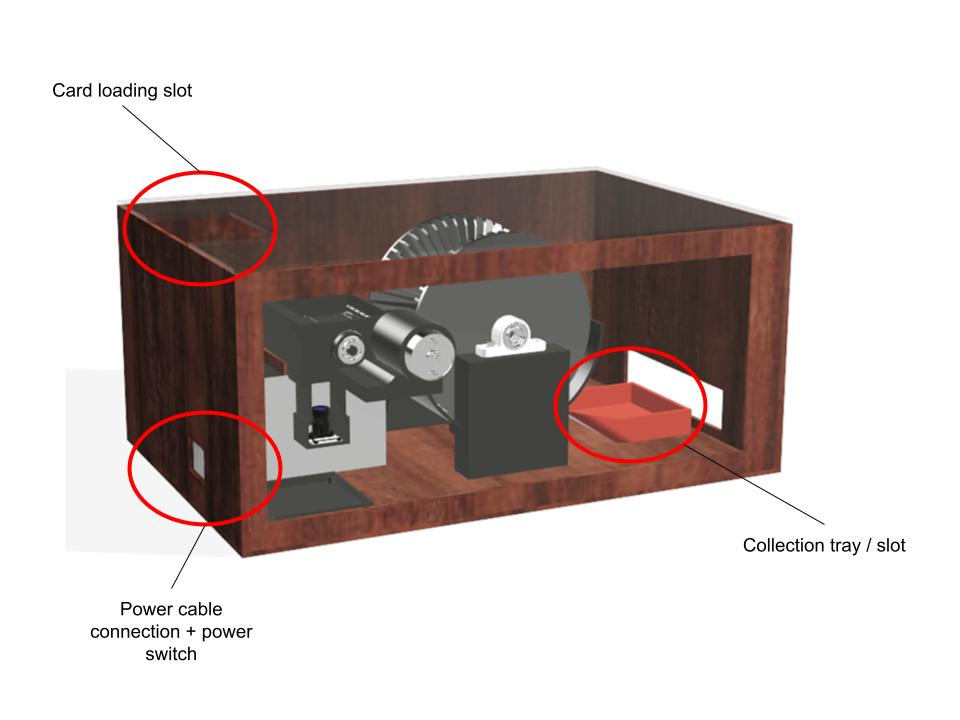 Card loading slot
Collection tray / slot
Power cable
connection + power
switch